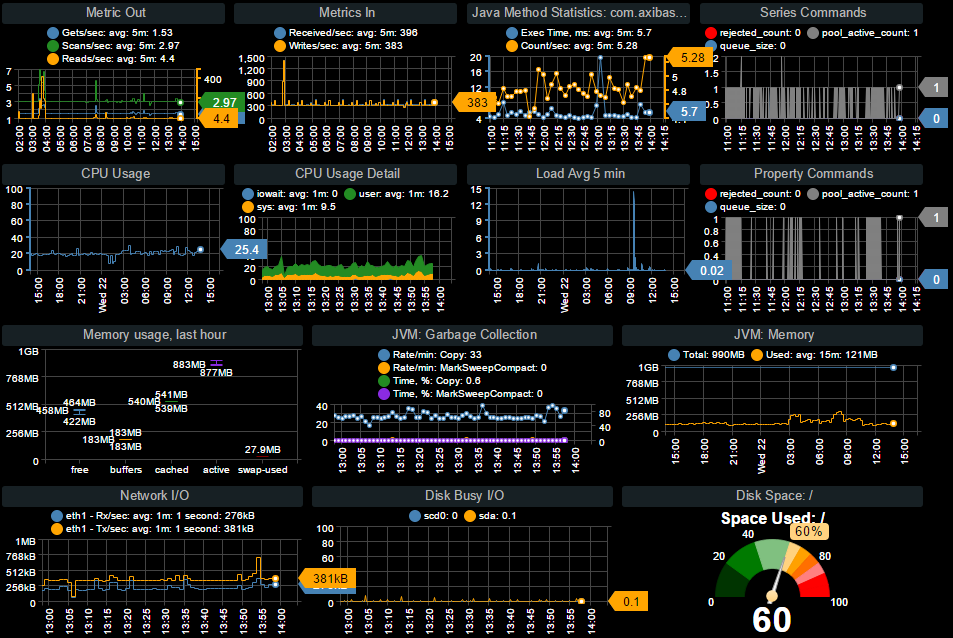 Metric Out
Gets/sec: avg: 5m: 1.53
Scans/sec: avg: 5m: 2.97
Reads/sec: avg: 5m: 4.4
7
5
3
1
400
2.97
4.4
02:00 03:00 04:00 05:00 06:00 07:00 08:00 09:00 10:00 11:00 12:00 13:00 14:00 15:00
Metrics In
Received/sec: avg: 5m: 396
Writes/sec: avg: 5m: 383
1,500
1,200
900
600
300
0
383
02:00 03:00 04:00 05:00 06:00 07:00 08:00 09:00 10:00 11:00 12:00 13:00 14:00 15:00
Java Method Statistics: com.axibas...
Exec Time, ms: avg: 5m: 5.7
Count/sec: avg: 5m: 5.28
20
16
12
8
4
5.28
5
4.8
5.7
11:15 11:30 11:45 12:00 12:15 12:30 12:45 13:00 13:15 13:30 13:45 14:00 14:15
Series Commands
rejected_count: 0 pool_active_count: 1
queue_size: 0
2
1.5
1
0.5
0
1
0
11:00 11:15 11:30 11:45 12:00 12:15 12:30 12:45 13:00 13:15 13:30 13:45 14:00 14:15
CPU Usage
100
80
60
40
20
0
25.4
15:00 18:00 21:00 Wed 22 03:00 06:00 09:00 12:00 15:00
CPU Usage Detail
iowait: avg: 1m: 0 user: avg: 1m: 16.2
sys: avg: 1m: 9.5
100
80
60
20
0
13:00 13:05 13:10 13:15 13:20 13:25 13:30 13:35 13:40 13:45 13:50 13:55 14:00
Load Avg 5 min
15
12
9
6
3
0
0.02
15:00 18:00 21:00 Wed 22 03:00 06:00 09:00 12:00 15:00
Property Commands
rejected_count: 0 pool_active_count: 1
queue_size: 0
1
0.8
0.6
0.4
0.2
0
1
0
11:00 11:15 11:30 11:45 12:00 12:15 12:30 12:45 13:00 13:15 13:30 13:45 14:00 14:15
Memory usage, last hour
1GB
768MB
512MB
256MB
0
464MB
458MB
422MB
183MB
183MB
183MB
541MB
540MB
539MB
883MB
877MB
27.9MB
free buffers cached active swap-used
JVM: Garbage Collection
Rate/min: Copy: 33
Rate/min: MarkSweepCompact: 0
Time, %: Copy: 0.6
Time, %: MarkSweepCompact: 0
40
20
0
80
40
0
13:00 13:05 13:10 13:15 13:20 13:25 13:30 13:35 13:40 13:45 13:50 13:55 14:00
JVM: Memory
Total: 990MB Used: avg: 15m: 121MB
1GB
768MB
512MB
256MB
0
15:00 18:00 21:00 Wed 22 03:00 06:00 09:00 12:00 15:00
Network I/O
eth1 - Rx/sec: avg: 1m: 1 second: 276kB
eth1 - Tx/sec: avg: 1m: 1 second: 381kB
1MB
768kB
512kB
256kB
0
381kB
13:00 13:05 13:10 13:15 13:20 13:25 13:30 13:35 13:40 13:45 13:50 13:55 14:00
Disk Busy I/O
scd0: 0 sda: 0.1
100
80
60
40
20
0
0.1
13:00 13:05 13:10 13:15 13:20 13:25 13:30 13:35 13:40 13:45 13:50 13:55 14:00
Disk Space: /
Space Used: /
60%
0
20
40
80
100
60